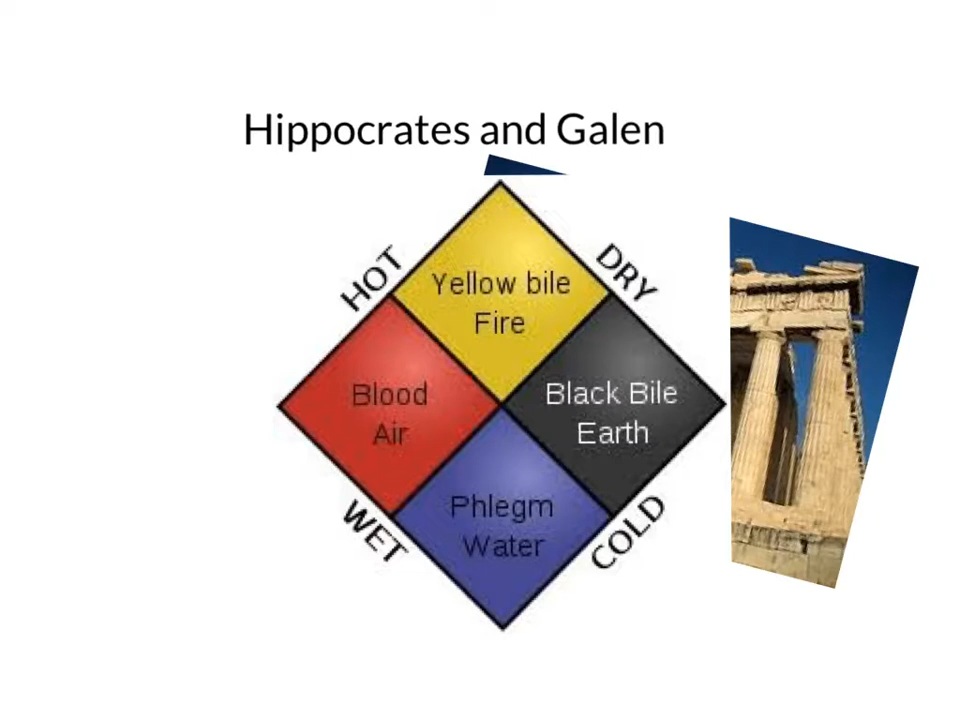 Hippocrates and Galen
HOT
DRY
Yellow bile
Fire
Blood
Air
Black Bile
Earth
Phlegm
Water
WET
COLD